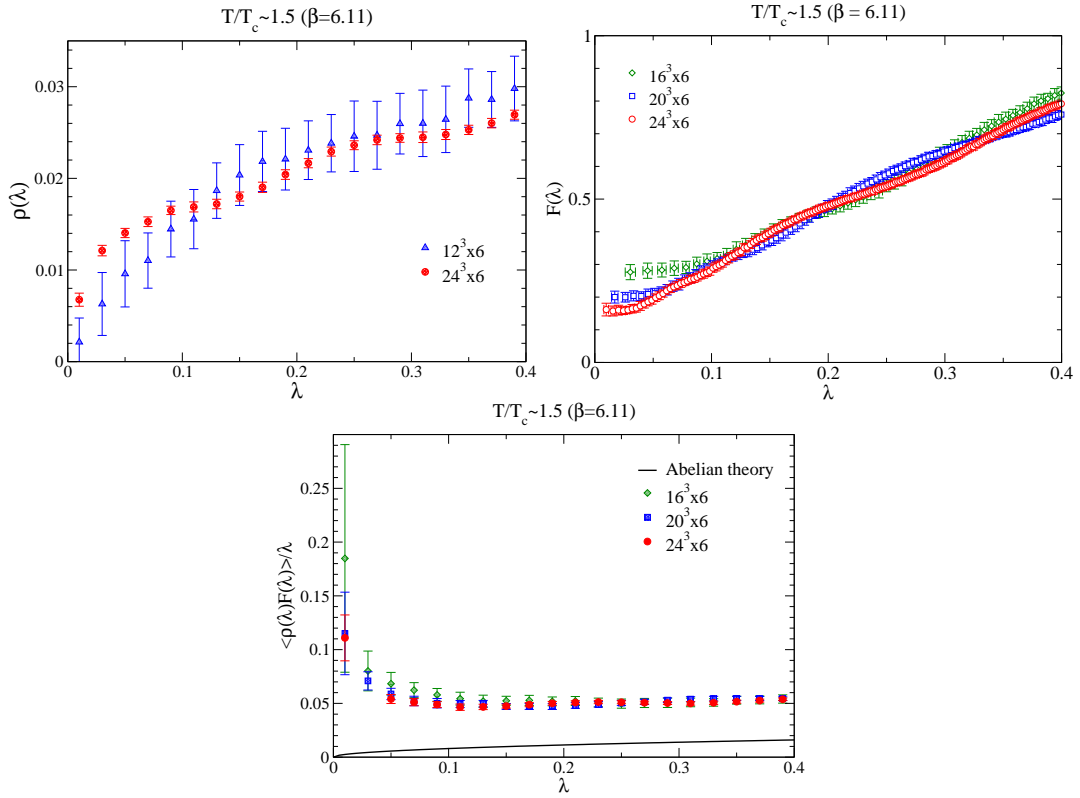 T/T_c~1.5 (β=6.11)
ρ(λ)
0.03
0.02
0.01
0
12^3x6
24^3x6
0 0.1 0.2 0.3 0.4
λ
T/T_c~1.5 (β = 6.11)
F(λ)
1
0.5
0
16^3x6
20^3x6
24^3x6
0 0.1 0.2 0.3 0.4
λ
T/T_c~1.5 (β=6.11)
<ρ(λ)F(λ)>/λ
0.25
0.2
0.15
0.1
0.05
0
Abelian theory
16^3x6
20^3x6
24^3x6
0 0.1 0.2 0.3 0.4
λ